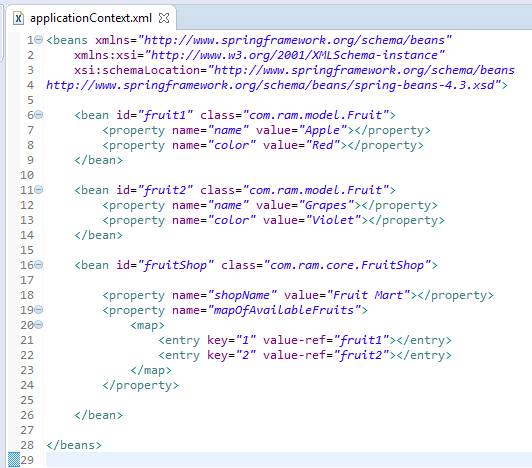 applicationContext.xml
1 <beans xmlns="http://www.springframework.org/schema/beans"
2     xmlns:xsi="http://www.w3.org/2001/XMLSchema-instance"
3     xsi:schemaLocation="http://www.springframework.org/schema/beans
4 http://www.springframework.org/schema/beans/spring-beans-4.3.xsd">
5
6     <bean id="fruit1" class="com.ram.model.Fruit">
7         <property name="name" value="Apple"></property>
8         <property name="color" value="Red"></property>
9     </bean>
10
11     <bean id="fruit2" class="com.ram.model.Fruit">
12         <property name="name" value="Grapes"></property>
13         <property name="color" value="Violet"></property>
14     </bean>
15
16     <bean id="fruitShop" class="com.ram.core.FruitShop">
17
18         <property name="shopName" value="Fruit Mart"></property>
19         <property name="mapOfAvailableFruits">
20             <map>
21                 <entry key="1" value-ref="fruit1"></entry>
22                 <entry key="2" value-ref="fruit2"></entry>
23             </map>
24         </property>
25
26     </bean>
27
28 </beans>
29